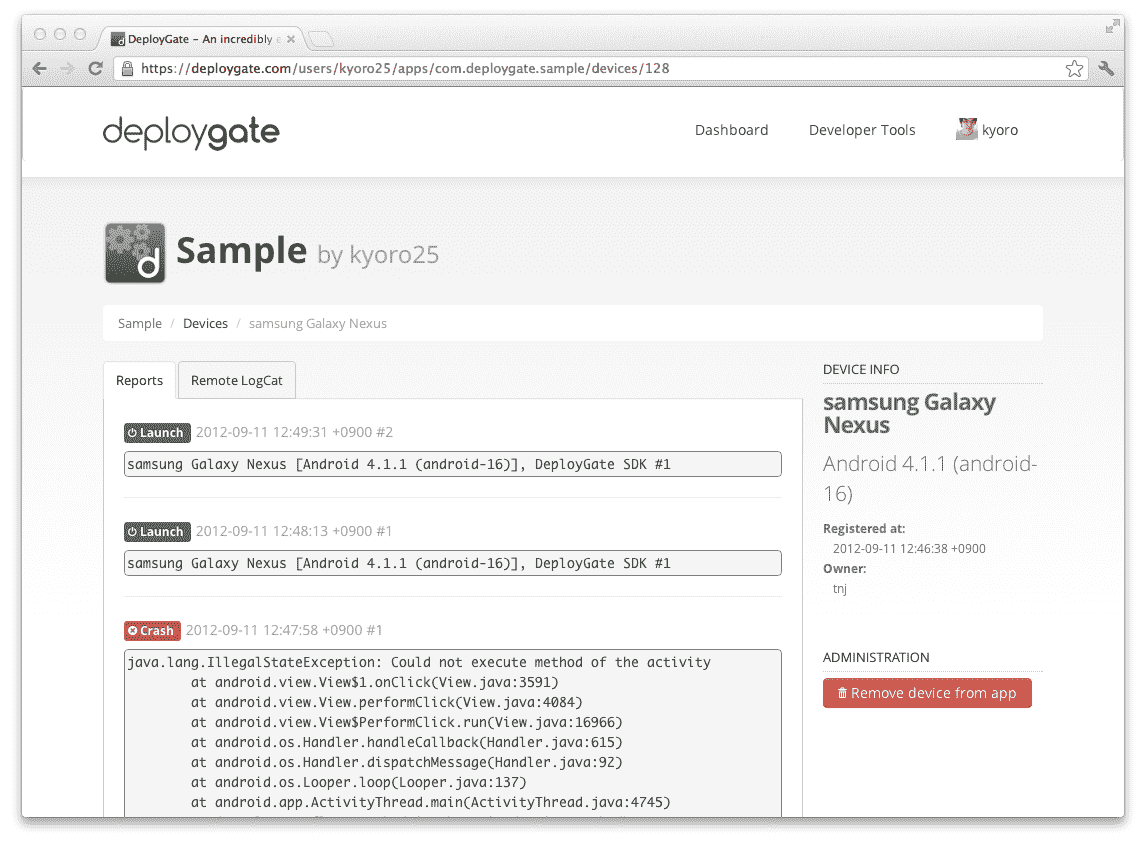 DeployGate – An incredibly
https://deploygate.com/users/kyoro25/apps/com.deploygate.sample/devices/128
deploygate
Dashboard Developer Tools kyoro
d
Sample by kyoro25
Sample / Devices / samsung Galaxy Nexus
Reports Remote LogCat
Launch 2012-09-11 12:49:31 +0900 #2
samsung Galaxy Nexus [Android 4.1.1 (android-16)], DeployGate SDK #1
Launch 2012-09-11 12:48:13 +0900 #1
samsung Galaxy Nexus [Android 4.1.1 (android-16)], DeployGate SDK #1
Crash 2012-09-11 12:47:58 +0900 #1
java.lang.IllegalStateException: Could not execute method of the activity
at android.view.View$1.onClick(View.java:3591)
at android.view.View.performClick(View.java:4084)
at android.view.View$PerformClick.run(View.java:16966)
at android.os.Handler.handleCallback(Handler.java:615)
at android.os.Handler.dispatchMessage(Handler.java:92)
at android.os.Looper.loop(Looper.java:137)
at android.app.ActivityThread.main(ActivityThread.java:4745)
DEVICE INFO
samsung Galaxy
Nexus
Android 4.1.1 (android-
16)
Registered at:
2012-09-11 12:46:38 +0900
Owner:
tnj
ADMINISTRATION
Remove device from app